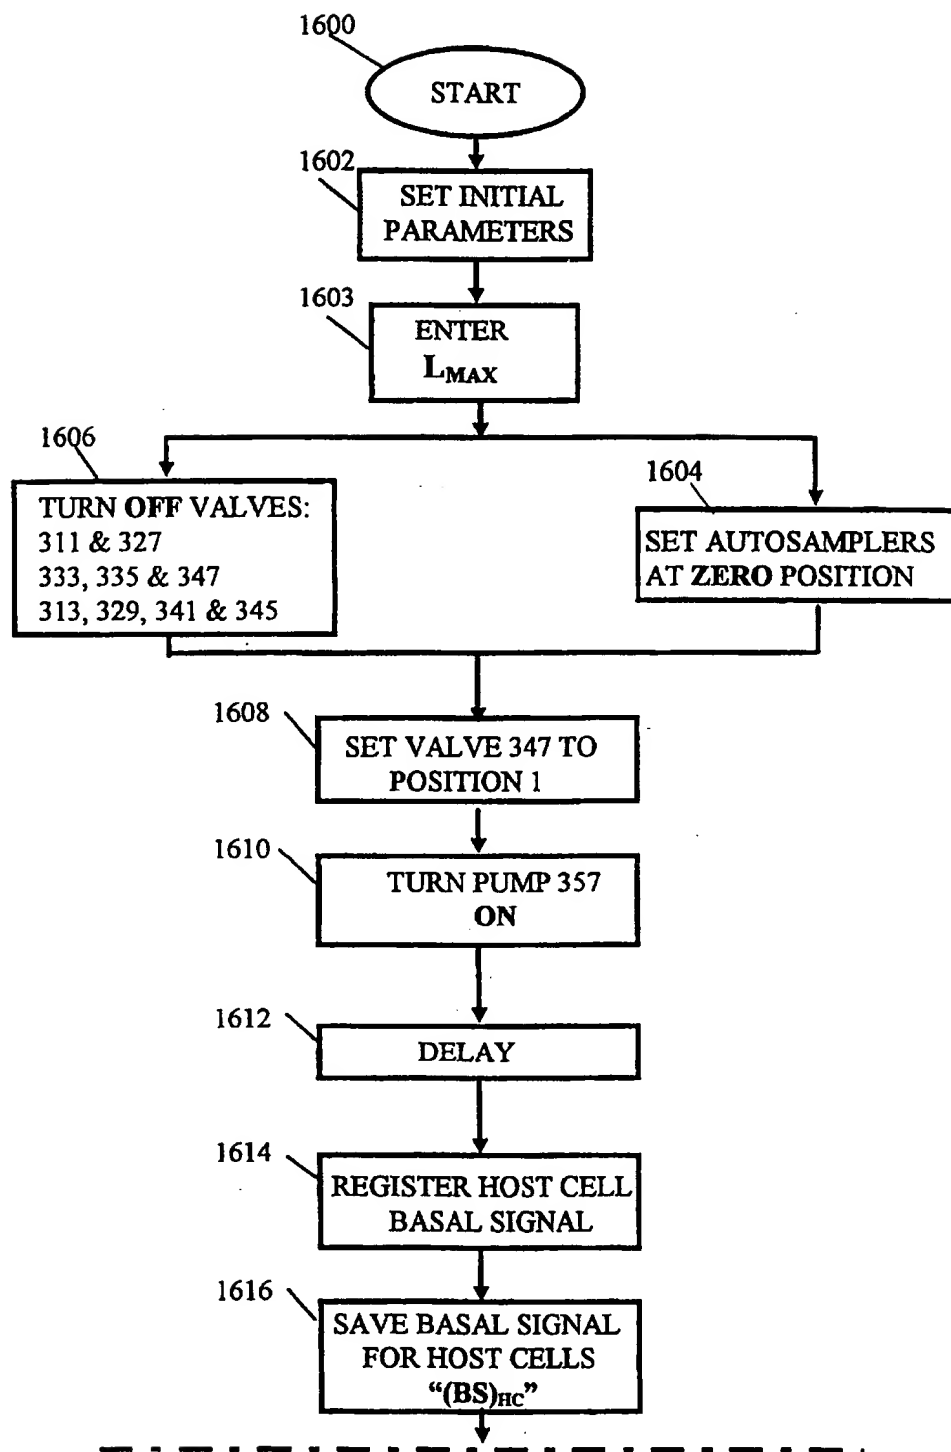 1600
START
1602
SET INITIAL
PARAMETERS
1603
ENTER
LMAX
1606
TURN OFF VALVES:
311 & 327
333, 335 & 347
313, 329, 341 & 345
1604
SET AUTOSAMPLERS
AT ZERO POSITION
1608
SET VALVE 347 TO
POSITION 1
1610
TURN PUMP 357
ON
1612
DELAY
1614
REGISTER HOST CELL
BASAL SIGNAL
1616
SAVE BASAL SIGNAL
FOR HOST CELLS
“(BS)HC”